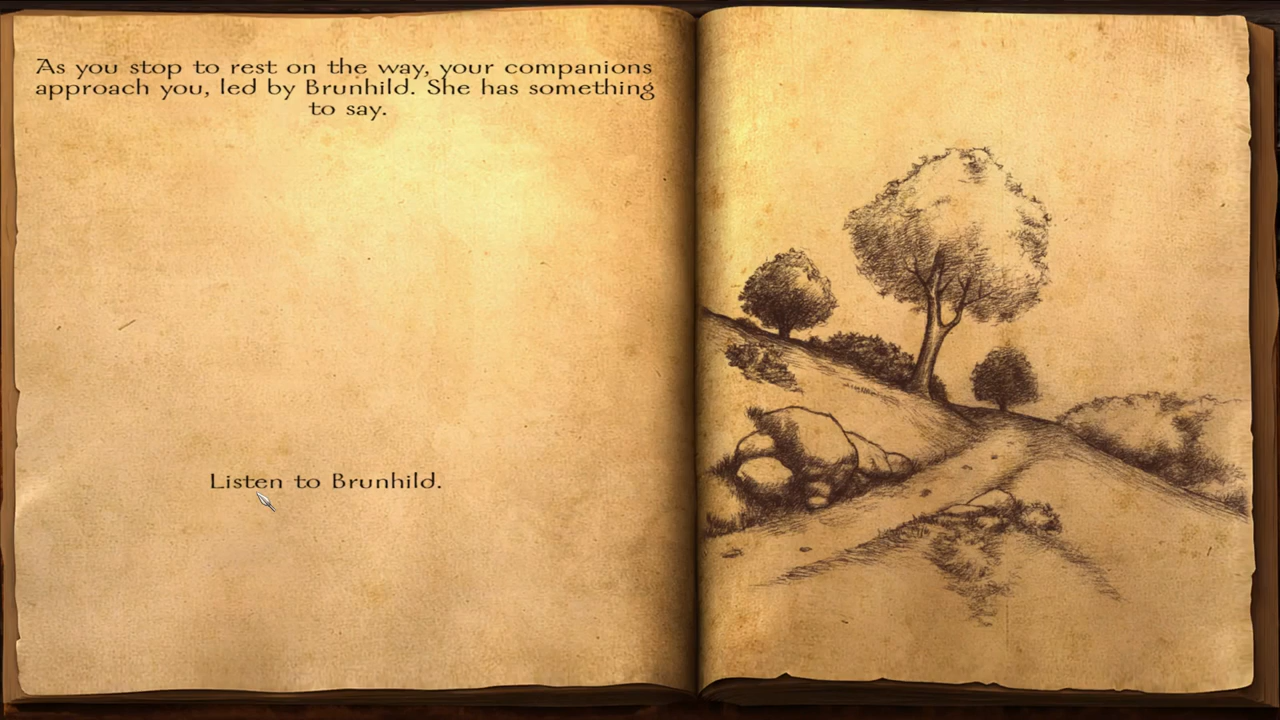 As you stop to rest on the way, your companions
approach you, led by Brunhild. She has something
to say.
Listen to Brunhild.